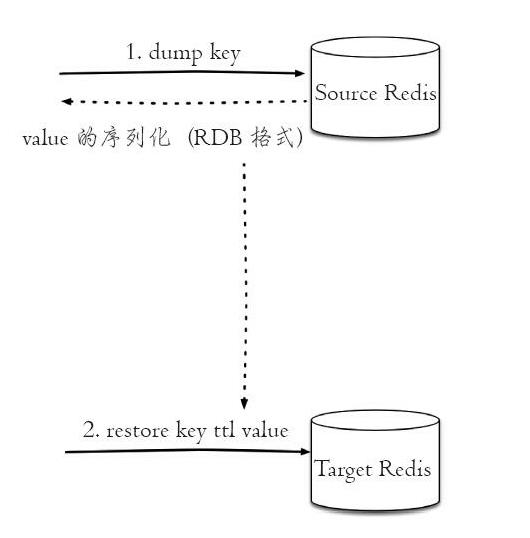 1. dump key
Source Redis
value 的序列化 (RDB 格式)
2. restore key ttl value
Target Redis